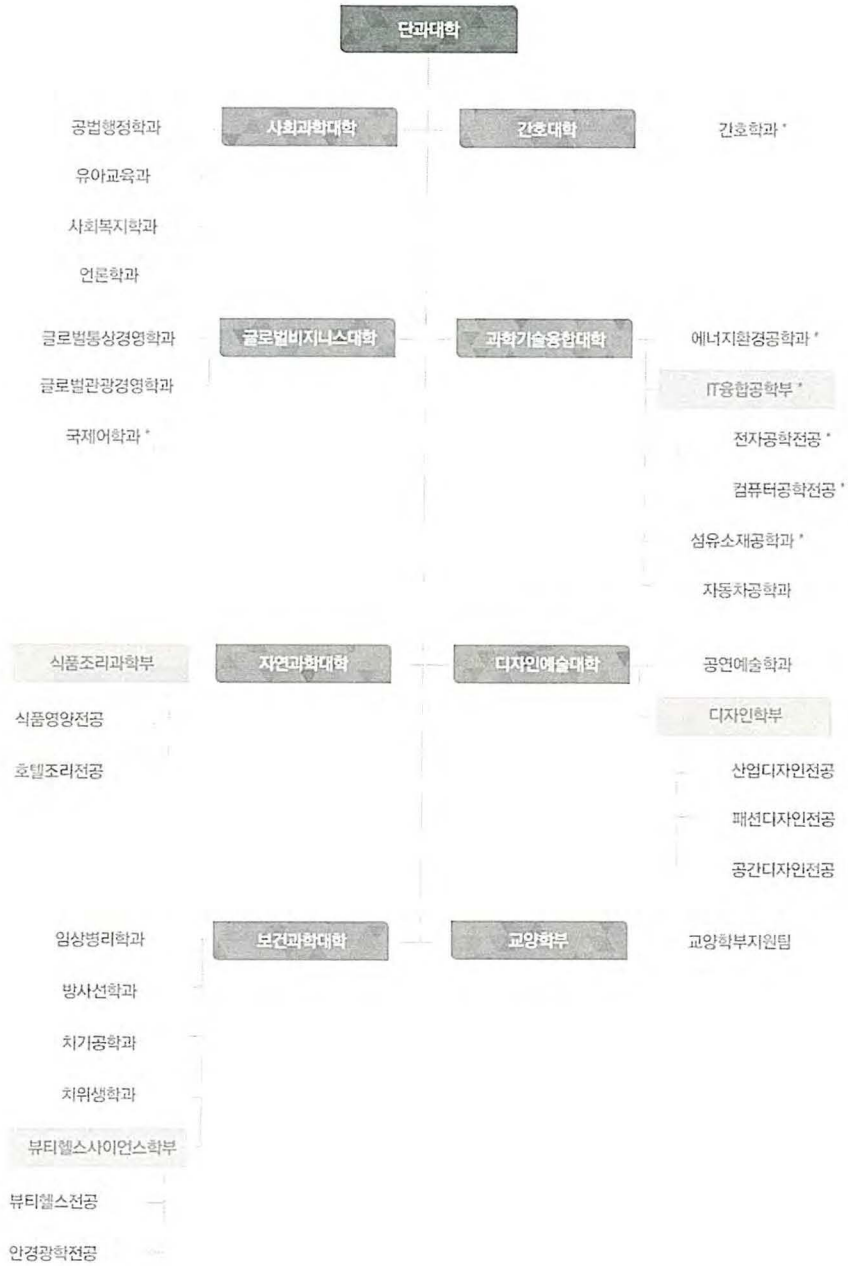 단과대학
공법행정학과 사회과학대학 간호대학 간호학과 *
유아교육과
사회복지학과
언론학과
글로벌통상경영학과 글로벌비지니스대학 과학기술융합대학 에너지환경공학과 *
글로벌관광경영학과 IT융합공학부 *
국제어학과 *
전자공학전공 *
컴퓨터공학전공 *
섬유소재공학과 *
자동차공학과
식품조리과학부 자연과학대학 디자인예술대학 공연예술학과
식품영양전공 디자인학부
호텔조리전공 산업디자인전공
패션디자인전공
공간디자인전공
임상병리학과 보건과학대학 교양학부 교양학부지원팀
방사선학과
치기공학과
치위생학과
뷰티헬스사이언스학부
뷰티헬스전공
안경광학전공